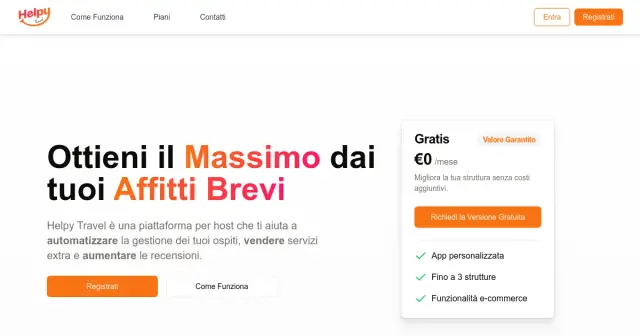 Helpy
Travel
Come Funziona
Piani
Contatti
Entra
Registrati
Ottieni il Massimo dai
tuoi Affitti Brevi
Helpy Travel è una piattaforma per host che ti aiuta a
automatizzare la gestione dei tuoi ospiti, vendere servizi
extra e aumentare le recensioni.
Registrati
Come Funziona
Gratis
Valore Garantito
€0 /mese
Migliora la tua struttura senza costi
aggiuntivi.
Richiedi la Versione Gratuita
App personalizzata
Fino a 3 strutture
Funzionalità e-commerce